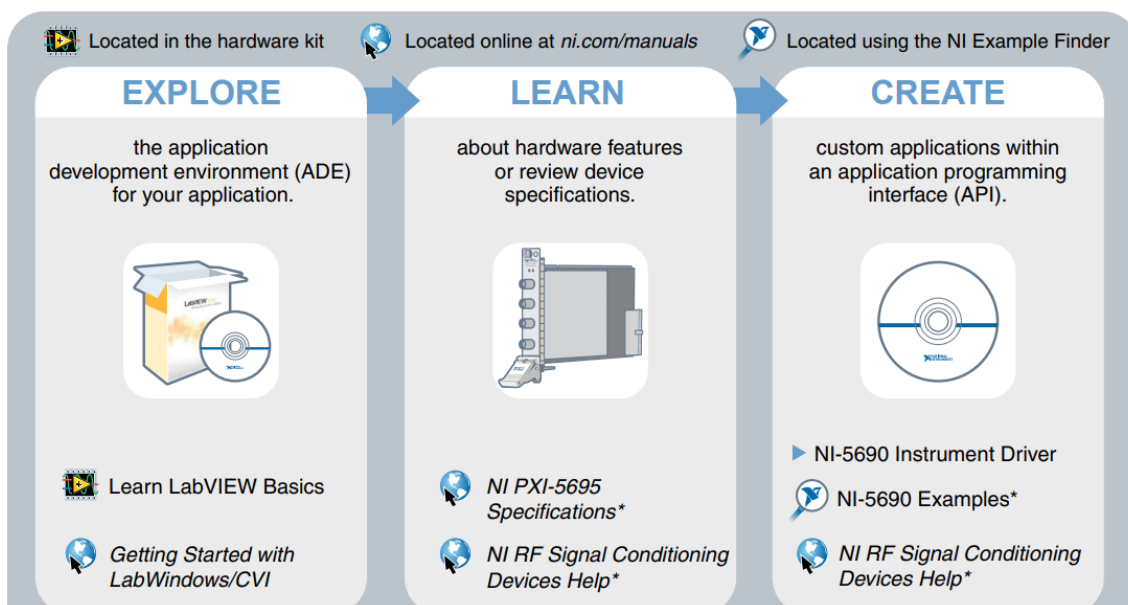 Located in the hardware kit
Located online at ni.com/manuals
Located using the NI Example Finder
EXPLORE
the application
development environment (ADE)
for your application.
LabVIEW
Learn LabVIEW Basics
Getting Started with
LabWindows/CVI
LEARN
about hardware features
or review device
specifications.
NI PXI-5695
Specifications*
NI RF Signal Conditioning
Devices Help*
CREATE
custom applications within
an application programming
interface (API).
NI-5690 Instrument Driver
NI-5690 Examples*
NI RF Signal Conditioning
Devices Help*